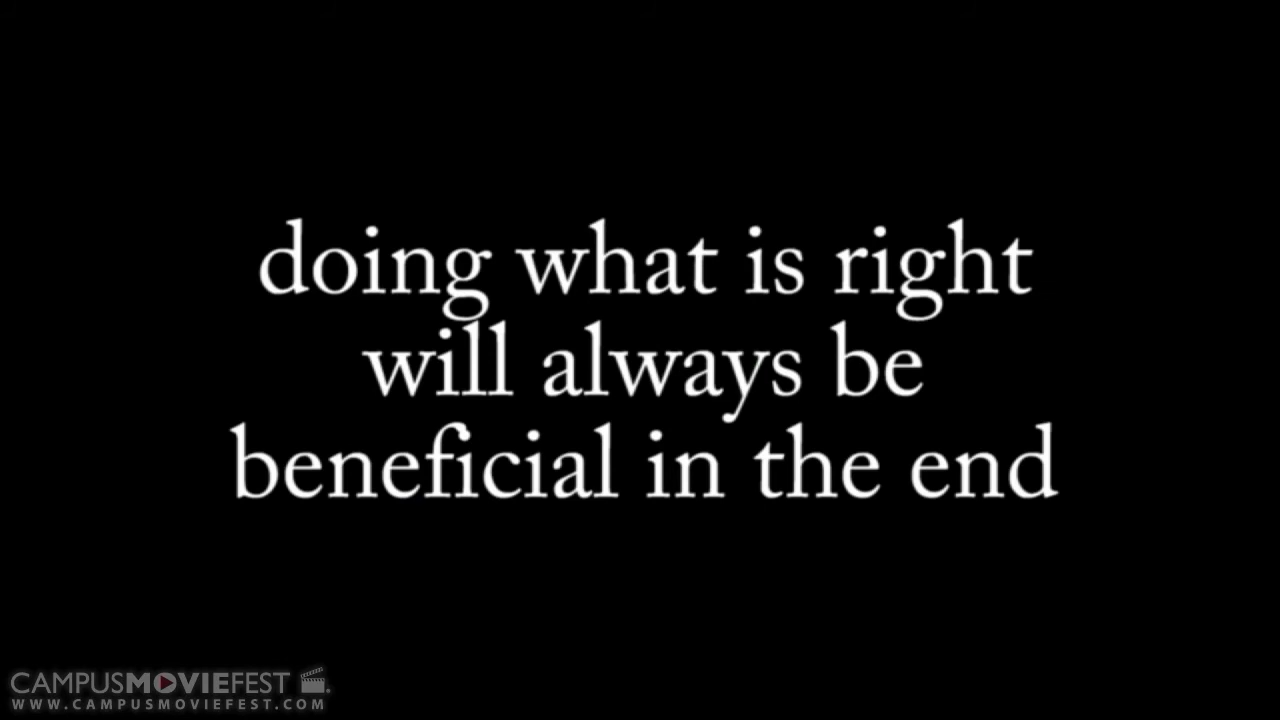 doing what is right
will always be
beneficial in the end
CAMPUSMOVIEFEST
WWW.CAMPUSMOVIEFEST.COM